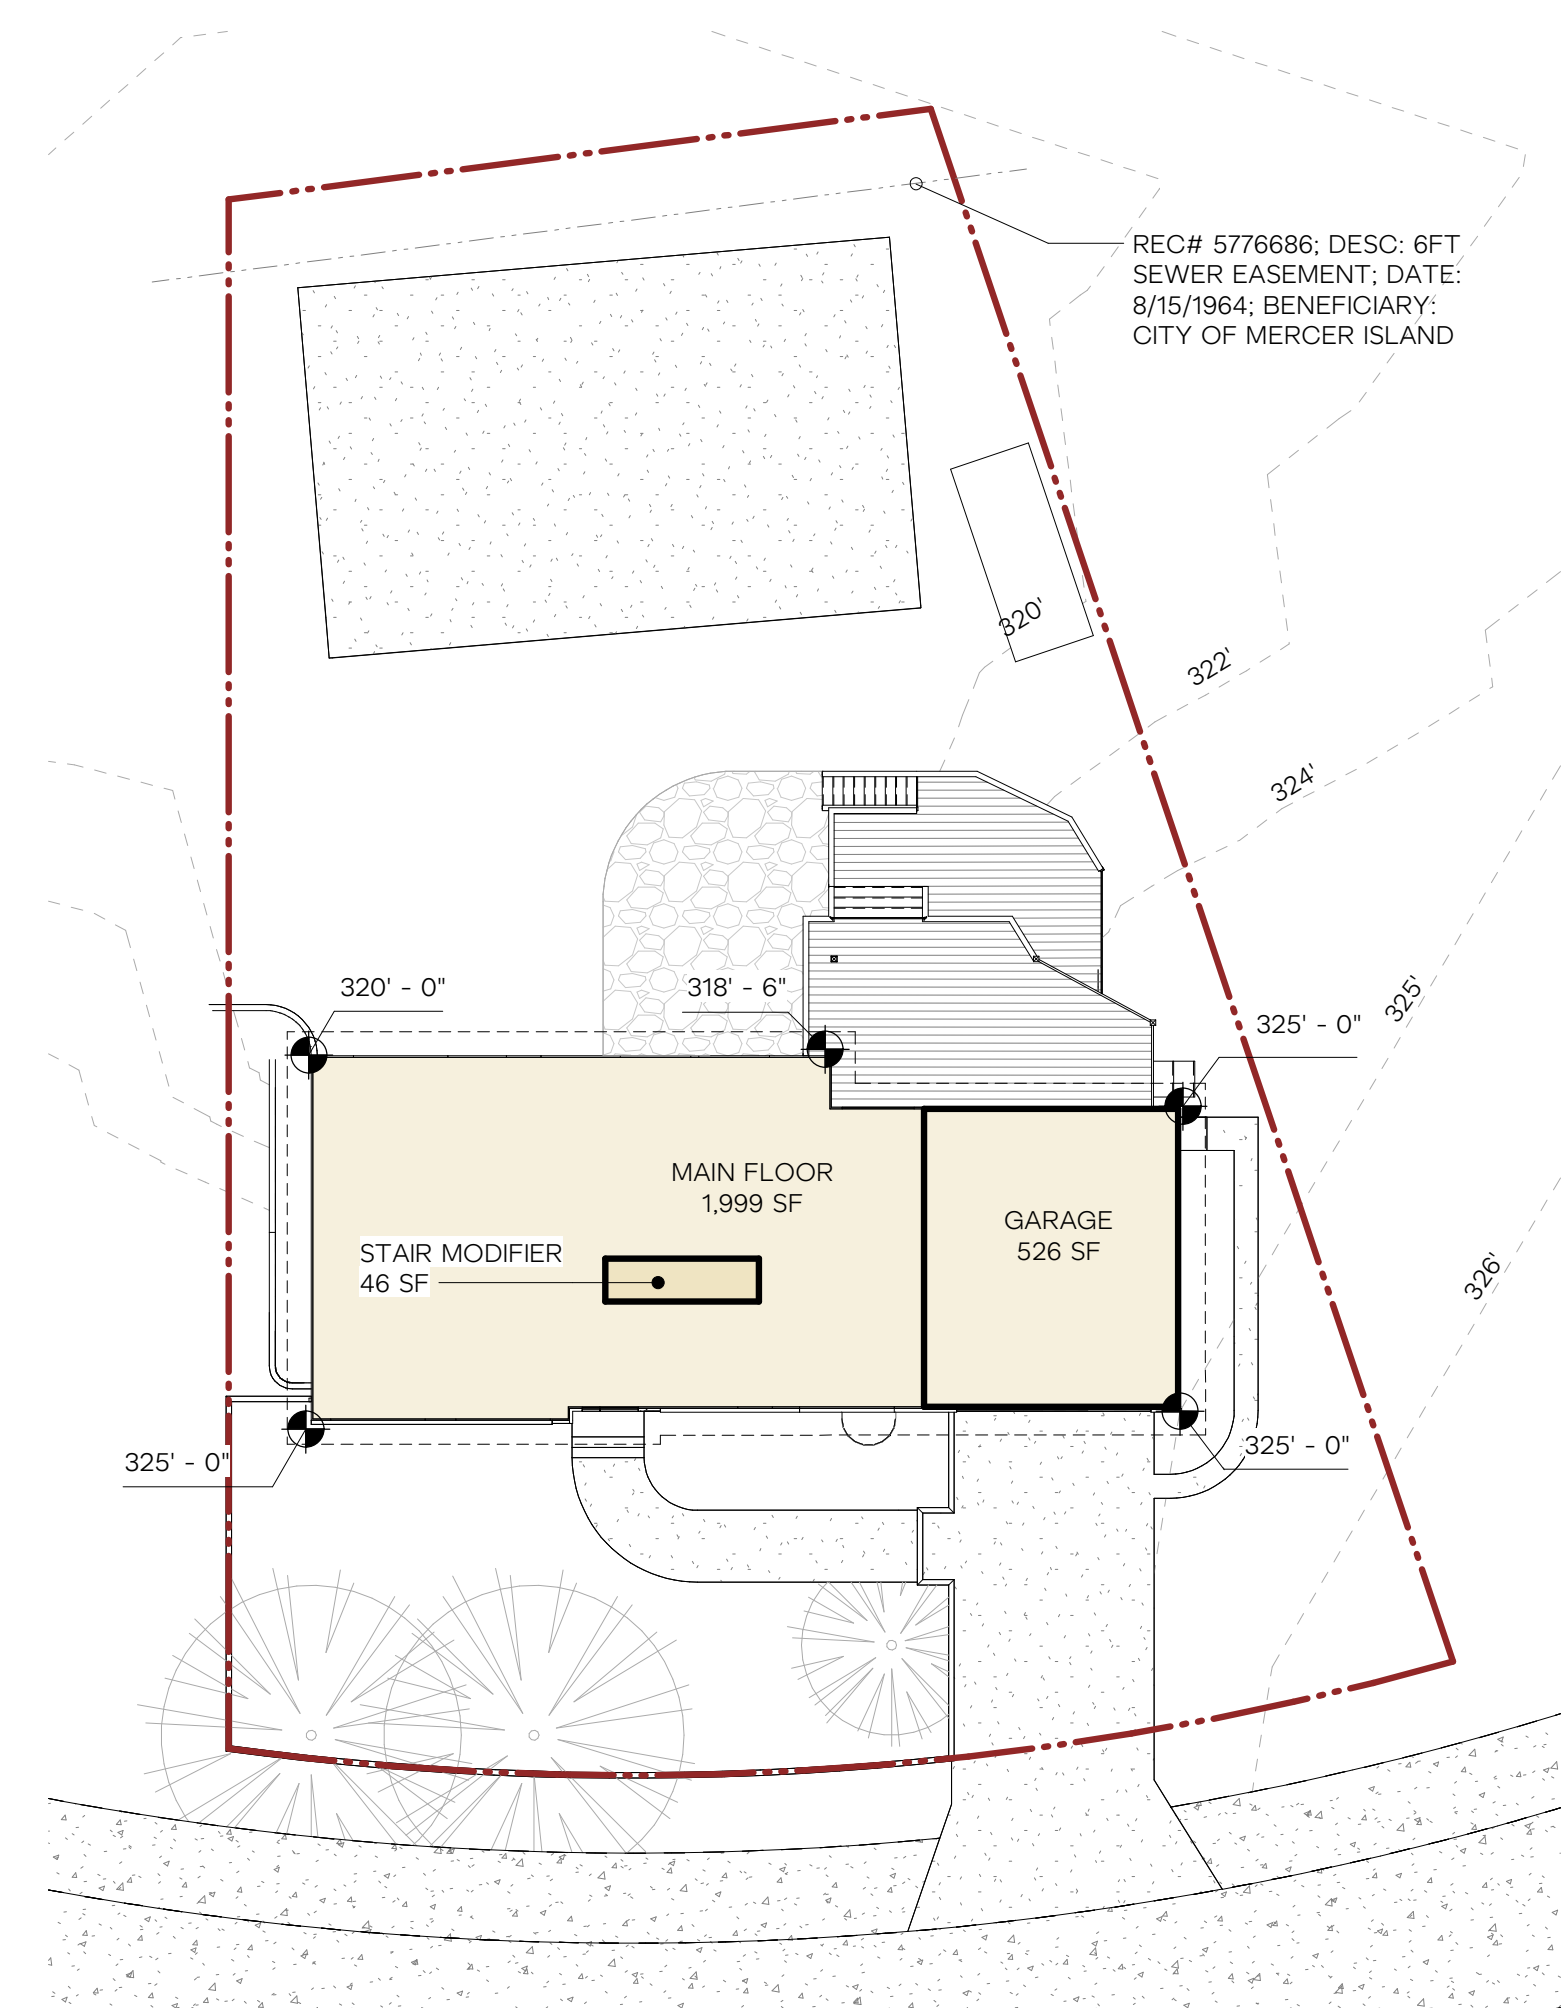 REC# 5776686; DESC: 6FT
SEWER EASEMENT; DATE:
8/15/1964; BENEFICIARY:
CITY OF MERCER ISLAND
320'
322'
324'
325'
326'
320' - 0"
318' - 6"
325' - 0"
MAIN FLOOR
1,999 SF
GARAGE
526 SF
STAIR MODIFIER
46 SF
325' - 0"
325' - 0"